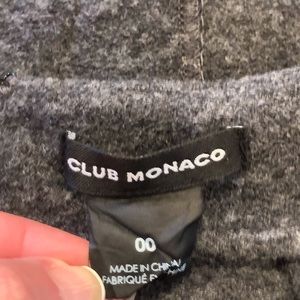 CLUB MONACO
00
MADE IN CHINA/
FABRIQUÉ